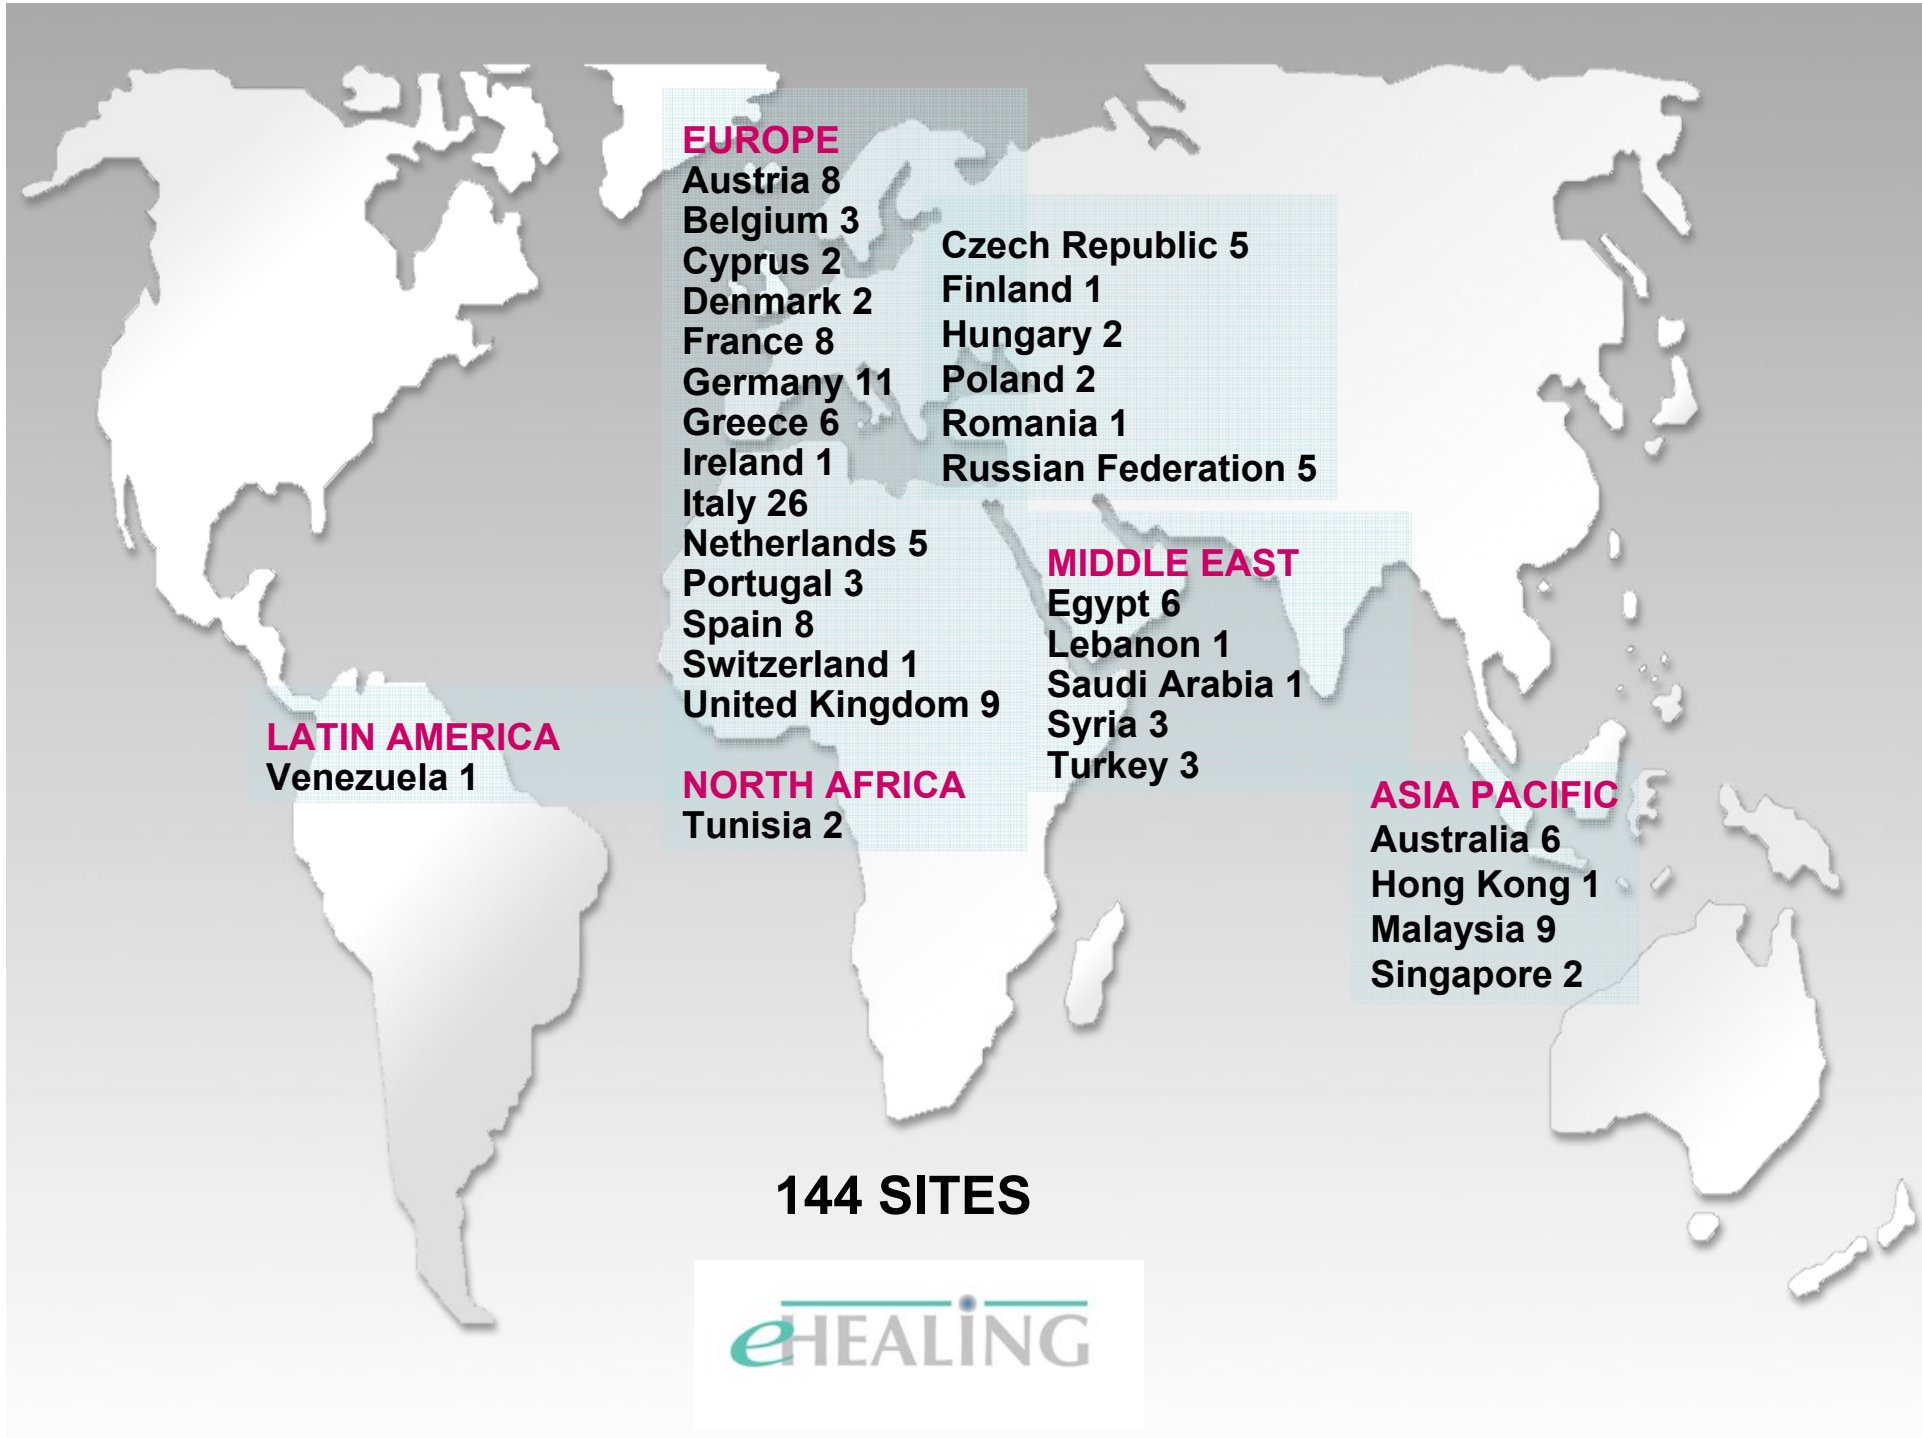 EUROPE
Austria 8
Belgium 3
Cyprus 2
Denmark 2
France 8
Germany 11
Greece 6
Ireland 1
Italy 26
Netherlands 5
Portugal 3
Spain 8
Switzerland 1
United Kingdom 9
Czech Republic 5
Finland 1
Hungary 2
Poland 2
Romania 1
Russian Federation 5
MIDDLE EAST
Egypt 6
Lebanon 1
Saudi Arabia 1
Syria 3
Turkey 3
LATIN AMERICA
Venezuela 1
NORTH AFRICA
Tunisia 2
ASIA PACIFIC
Australia 6
Hong Kong 1
Malaysia 9
Singapore 2
144 SITES
eHEALiNG